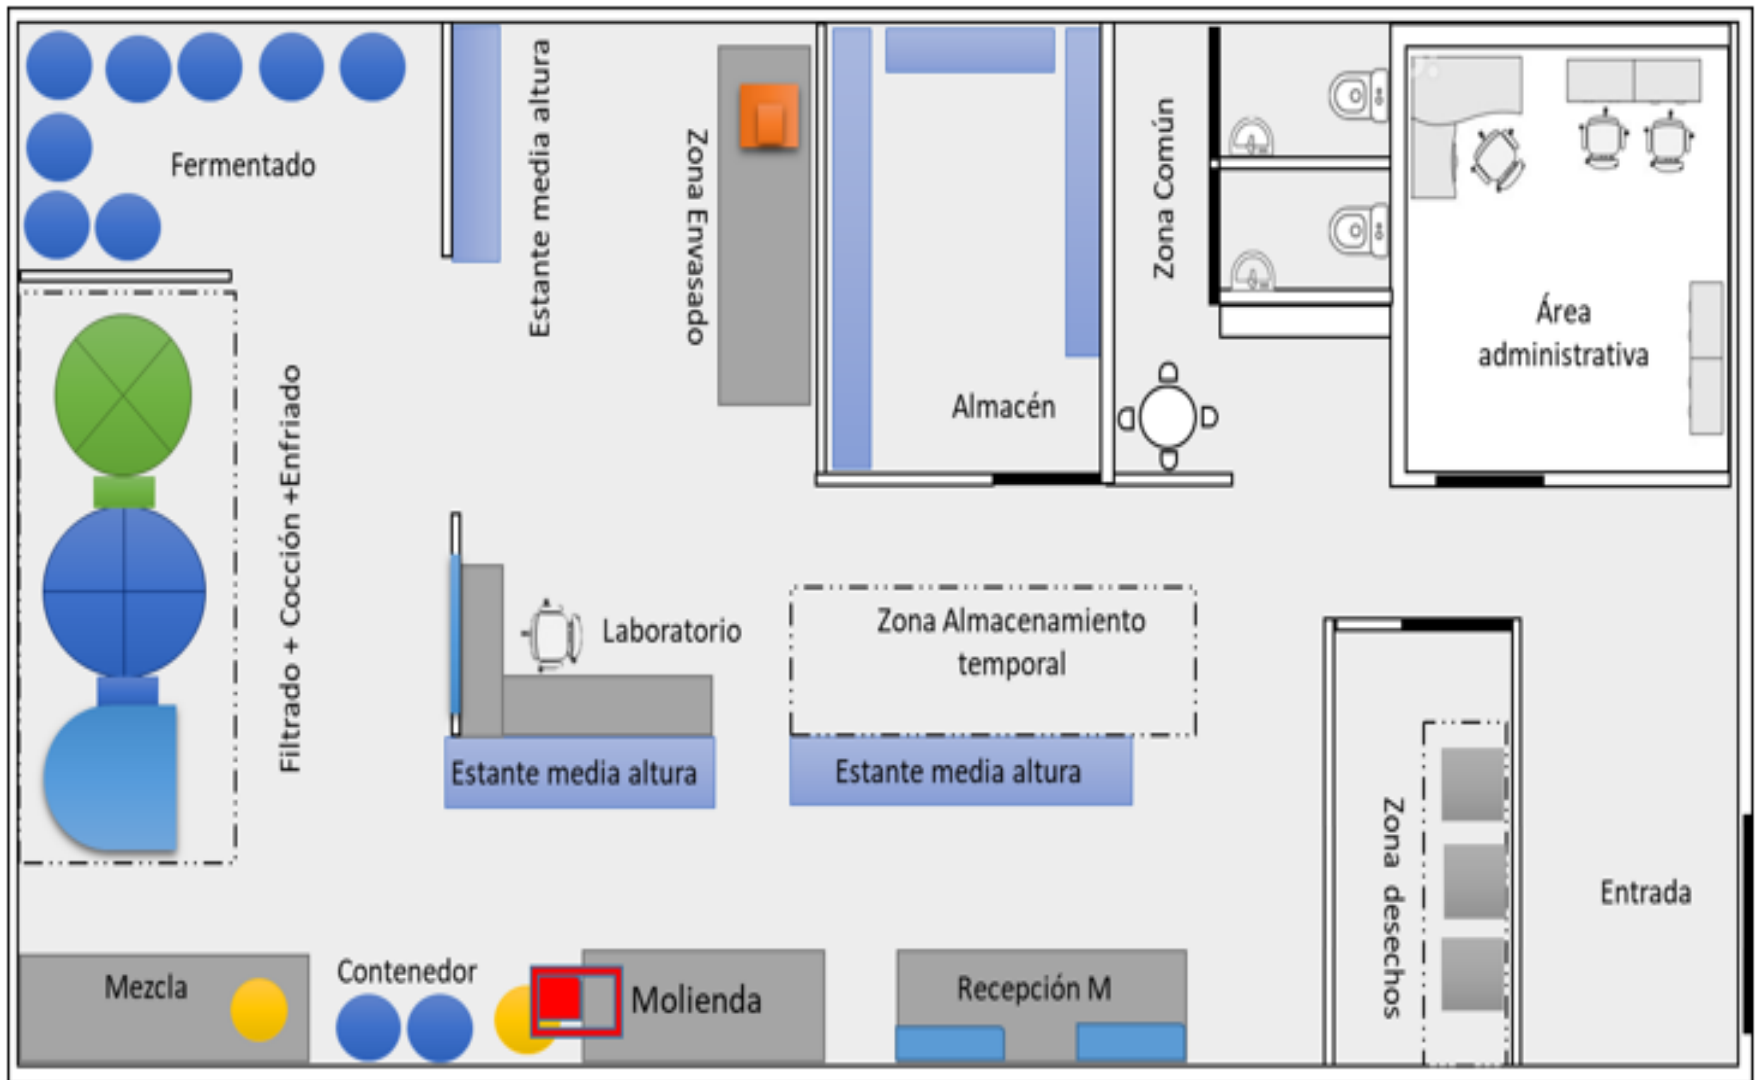 Fermentado
Estante media altura
Zona Envasado
Almacén
Zona Común
Área
administrativa
Filtrado + Cocción +Enfriado
Laboratorio
Zona Almacenamiento
temporal
Estante media altura
Estante media altura
Zona desechos
Entrada
Mezcla
Contenedor
Molienda
Recepción M